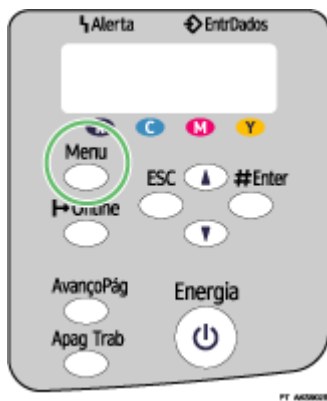 Alerta EntrDados
C M Y
Menu
ESC #Enter
Online
AvançoPág
Energia
Apag Trab